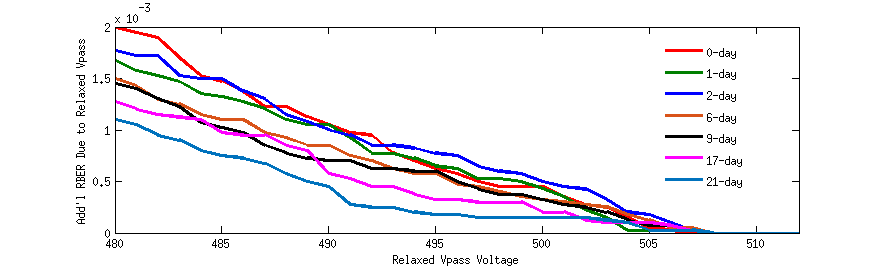 x 10^-3
2
1.5
1
0.5
0
Add'l RBER Due to Relaxed Vpass
480 485 490 495 500 505 510
Relaxed Vpass Voltage
0-day
1-day
2-day
6-day
9-day
17-day
21-day